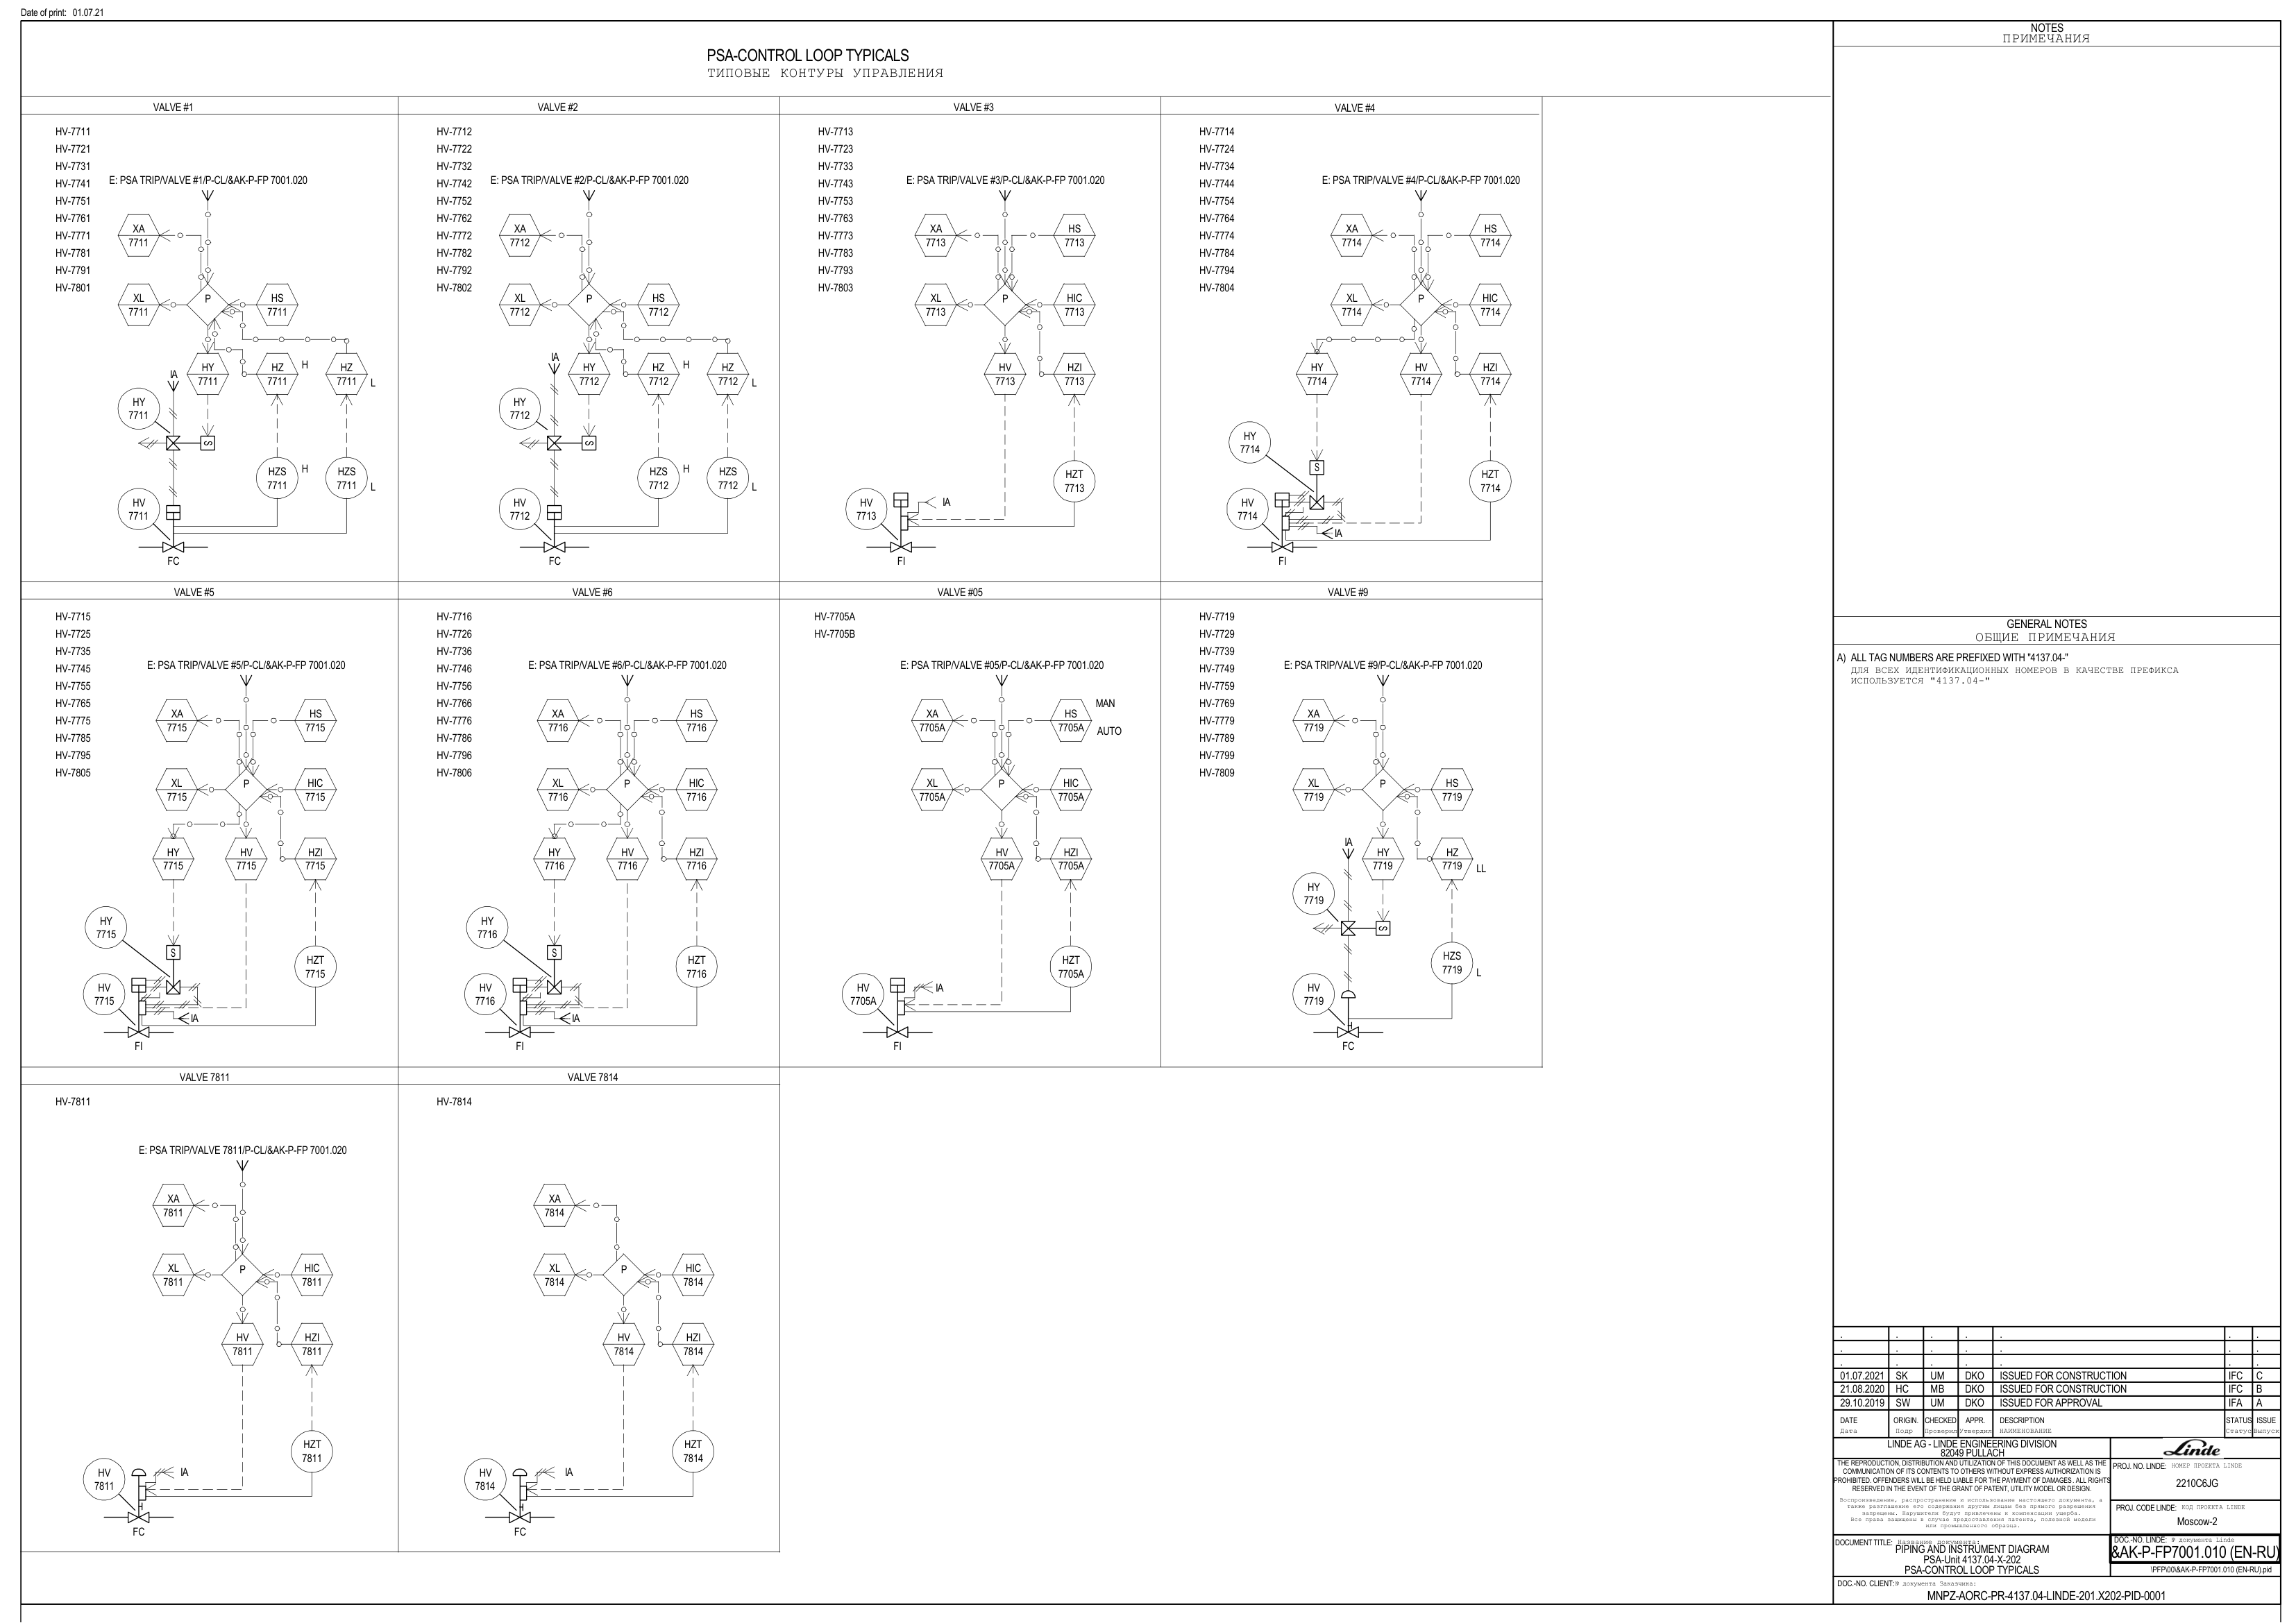 Date of print: 01.07.21
PSA-CONTROL LOOP TYPICALS
ТИПОВЫЕ КОНТУРЫ УПРАВЛЕНИЯ
VALVE #1
HV-7711
HV-7721
HV-7731
HV-7741
HV-7751
HV-7761
HV-7771
HV-7781
HV-7791
HV-7801
E: PSA TRIP/VALVE #1/P-CL/&AK-P-FP 7001.020
XA
7711
XL
7711
P
HS
7711
HY
7711
HZ
7711
H
HZ
7711
L
IA
HY
7711
S
HZS
7711
H
HZS
7711
L
HV
7711
FC
VALVE #2
HV-7712
HV-7722
HV-7732
HV-7742
HV-7752
HV-7762
HV-7772
HV-7782
HV-7792
HV-7802
E: PSA TRIP/VALVE #2/P-CL/&AK-P-FP 7001.020
XA
7712
XL
7712
P
HS
7712
IA
HY
7712
HZ
7712
H
HZ
7712
L
HY
7712
S
HZS
7712
H
HZS
7712
L
HV
7712
FC
VALVE #3
HV-7713
HV-7723
HV-7733
HV-7743
HV-7753
HV-7763
HV-7773
HV-7783
HV-7793
HV-7803
E: PSA TRIP/VALVE #3/P-CL/&AK-P-FP 7001.020
XA
7713
HS
7713
XL
7713
P
HIC
7713
HV
7713
HZI
7713
HZT
7713
HV
7713
IA
FI
VALVE #4
HV-7714
HV-7724
HV-7734
HV-7744
HV-7754
HV-7764
HV-7774
HV-7784
HV-7794
HV-7804
E: PSA TRIP/VALVE #4/P-CL/&AK-P-FP 7001.020
XA
7714
HS
7714
XL
7714
P
HIC
7714
HY
7714
HV
7714
HZI
7714
HY
7714
S
HZT
7714
HV
7714
IA
FI
VALVE #5
HV-7715
HV-7725
HV-7735
HV-7745
HV-7755
HV-7765
HV-7775
HV-7785
HV-7795
HV-7805
E: PSA TRIP/VALVE #5/P-CL/&AK-P-FP 7001.020
XA
7715
HS
7715
XL
7715
P
HIC
7715
HY
7715
HV
7715
HZI
7715
HY
7715
S
HZT
7715
HV
7715
IA
FI
VALVE #6
HV-7716
HV-7726
HV-7736
HV-7746
HV-7756
HV-7766
HV-7776
HV-7786
HV-7796
HV-7806
E: PSA TRIP/VALVE #6/P-CL/&AK-P-FP 7001.020
XA
7716
HS
7716
XL
7716
P
HIC
7716
HY
7716
HV
7716
HZI
7716
HY
7716
S
HZT
7716
HV
7716
IA
FI
VALVE #05
HV-7705A
HV-7705B
E: PSA TRIP/VALVE #05/P-CL/&AK-P-FP 7001.020
XA
7705A
HS
7705A
MAN
AUTO
XL
7705A
P
HIC
7705A
HV
7705A
HZI
7705A
HZT
7705A
HV
7705A
IA
FI
VALVE #9
HV-7719
HV-7729
HV-7739
HV-7749
HV-7759
HV-7769
HV-7779
HV-7789
HV-7799
HV-7809
E: PSA TRIP/VALVE #9/P-CL/&AK-P-FP 7001.020
XA
7719
XL
7719
P
HS
7719
IA
HY
7719
HZ
7719
LL
HY
7719
S
HZS
7719
L
HV
7719
FC
VALVE 7811
HV-7811
E: PSA TRIP/VALVE 7811/P-CL/&AK-P-FP 7001.020
XA
7811
XL
7811
P
HIC
7811
HV
7811
HZI
7811
HZT
7811
HV
7811
IA
FC
VALVE 7814
HV-7814
XA
7814
XL
7814
P
HIC
7814
HV
7814
HZI
7814
HZT
7814
HV
7814
IA
FC
NOTES
ПРИМЕЧАНИЯ
GENERAL NOTES
ОБЩИЕ ПРИМЕЧАНИЯ
A) ALL TAG NUMBERS ARE PREFIXED WITH "4137.04-"
ДЛЯ ВСЕХ ИДЕНТИФИКАЦИОННЫХ НОМЕРОВ В КАЧЕСТВЕ ПРЕФИКСА
ИСПОЛЬЗУЕТСЯ "4137.04-"
01.07.2021 SK UM DKO ISSUED FOR CONSTRUCTION IFC C
21.08.2020 HC MB DKO ISSUED FOR CONSTRUCTION IFC B
29.10.2019 SW UM DKO ISSUED FOR APPROVAL IFA A
DATE ORIGIN. CHECKED APPR. DESCRIPTION STATUS ISSUE
Дата Подр Проверил Утвердил НАИМЕНОВАНИЕ Статус Выпуск
LINDE AG - LINDE ENGINEERING DIVISION
82049 PULLACH
THE REPRODUCTION, DISTRIBUTION AND UTILIZATION OF THIS DOCUMENT AS WELL AS THE
COMMUNICATION OF ITS CONTENTS TO OTHERS WITHOUT EXPRESS AUTHORIZATION IS
PROHIBITED. OFFENDERS WILL BE HELD LIABLE FOR THE PAYMENT OF DAMAGES. ALL RIGHTS
RESERVED IN THE EVENT OF THE GRANT OF PATENT, UTILITY MODEL OR DESIGN.
Воспроизведение, распространение и использование настоящего документа, а
также разглашение его содержания другим лицам без прямого разрешения
запрещены. Нарушители будут привлечены к компенсации ущерба.
Все права защищены в случае предоставления патента, полезной модели
или промышленного образца.
Linde
PROJ. NO. LINDE: НОМЕР ПРОЕКТА LINDE
2210C6JG
PROJ. CODE LINDE: КОД ПРОЕКТА LINDE
Moscow-2
DOCUMENT TITLE: Название документа:
PIPING AND INSTRUMENT DIAGRAM
PSA-Unit 4137.04-X-202
PSA-CONTROL LOOP TYPICALS
DOC.-NO. LINDE: № документа Linde
&AK-P-FP7001.010 (EN-RU)
\PFP\00\&AK-P-FP7001.010 (EN-RU).pid
DOC.-NO. CLIENT: № документа Заказчика:
MNPZ-AORC-PR-4137.04-LINDE-201.X202-PID-0001